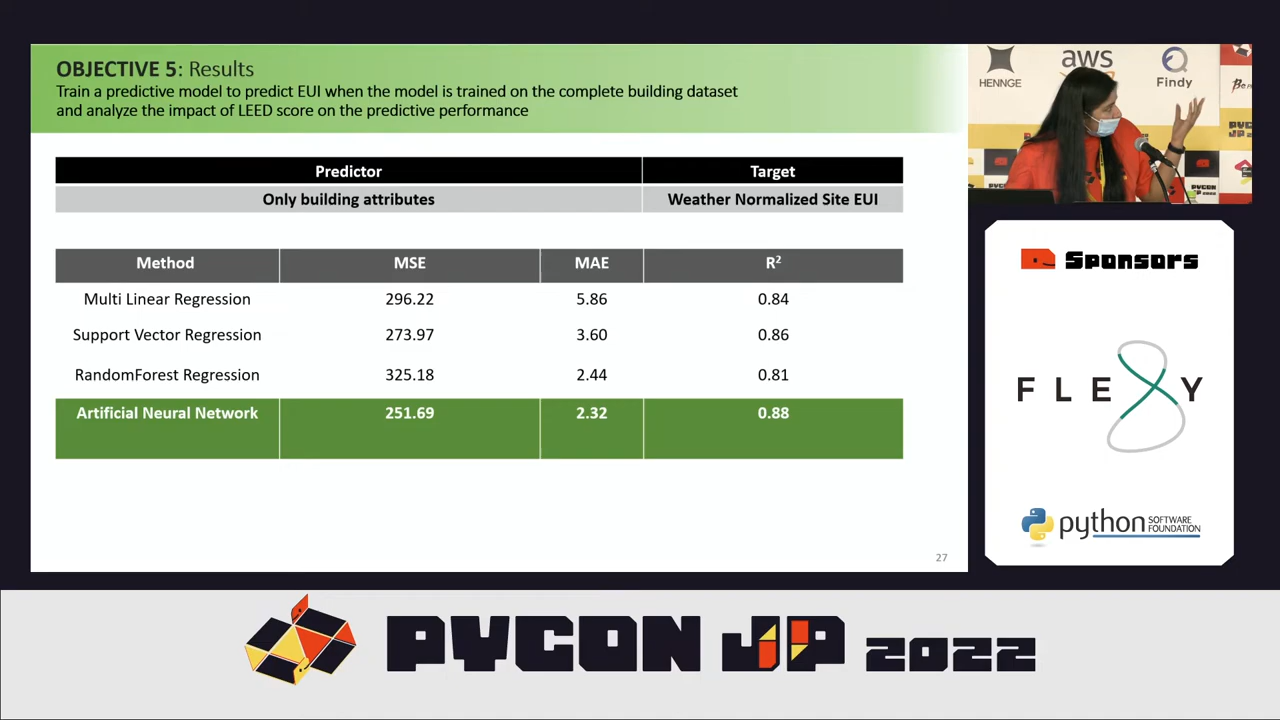 OBJECTIVE 5: Results
Train a predictive model to predict EUI when the model is trained on the complete building dataset
and analyze the impact of LEED score on the predictive performance
Predictor Target
Only building attributes Weather Normalized Site EUI
Method MSE MAE R²
Multi Linear Regression 296.22 5.86 0.84
Support Vector Regression 273.97 3.60 0.86
RandomForest Regression 325.18 2.44 0.81
Artificial Neural Network 251.69 2.32 0.88
27
HENNGE
aws
Findy
PYCON
JP 2022
Sponsors
FLEXY
python
SOFTWARE
FOUNDATION
PYCON JP 2022